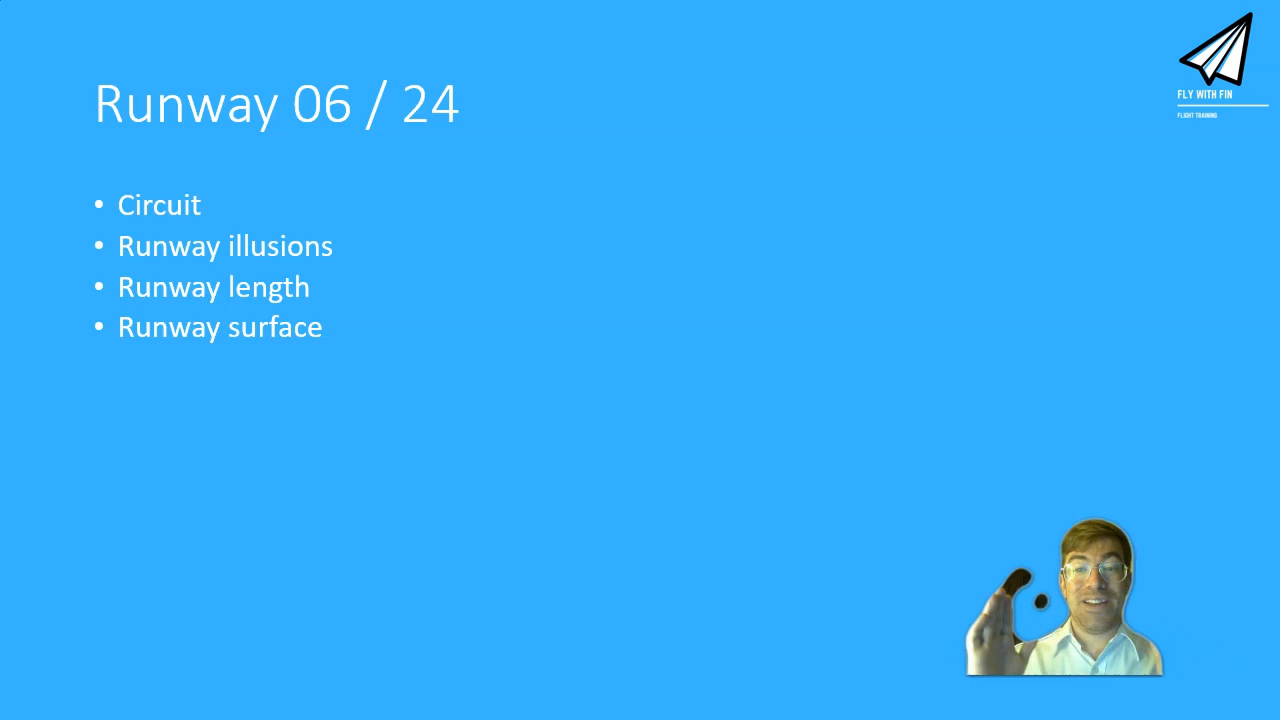 Runway 06 / 24
• Circuit
• Runway illusions
• Runway length
• Runway surface
FLY WITH FIN
FLIGHT TRAINING